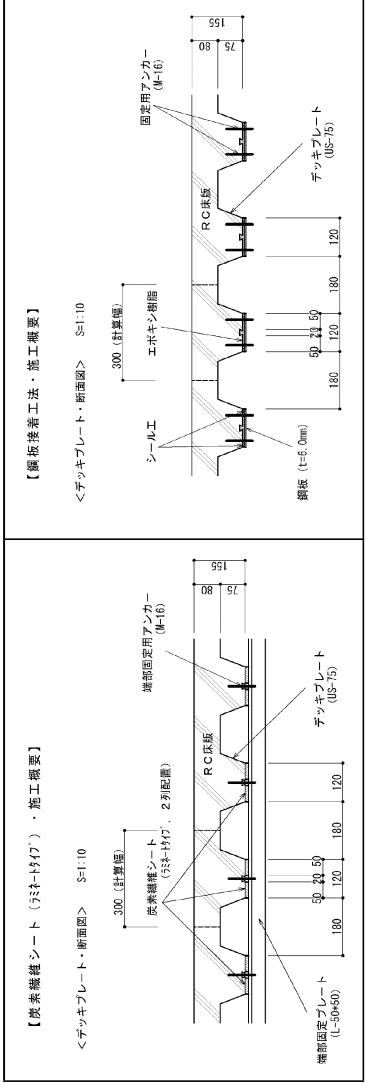 【炭素繊維シート（ﾗﾐﾈｰﾄﾀｲﾌﾟ）・施工概要】
＜デッキプレート・断面図＞ S=1:10
300（計算幅）
炭素繊維シート
（ﾗﾐﾈｰﾄﾀｲﾌﾟ，２列配置）
端部固定用アンカー
(M-16)
RC床版
155
80
75
デッキプレート
(US-75)
端部固定プレート
(L-50*50)
50
20
50
180
120
180
120
【鋼板接着工法・施工概要】
＜デッキプレート・断面図＞ S=1:10
300（計算幅）
シール工
エポキシ樹脂
固定用アンカー
(M-16)
RC床版
155
80
75
デッキプレート
(US-75)
鋼板 (t=6.0mm)
50
20
50
180
120
180
120